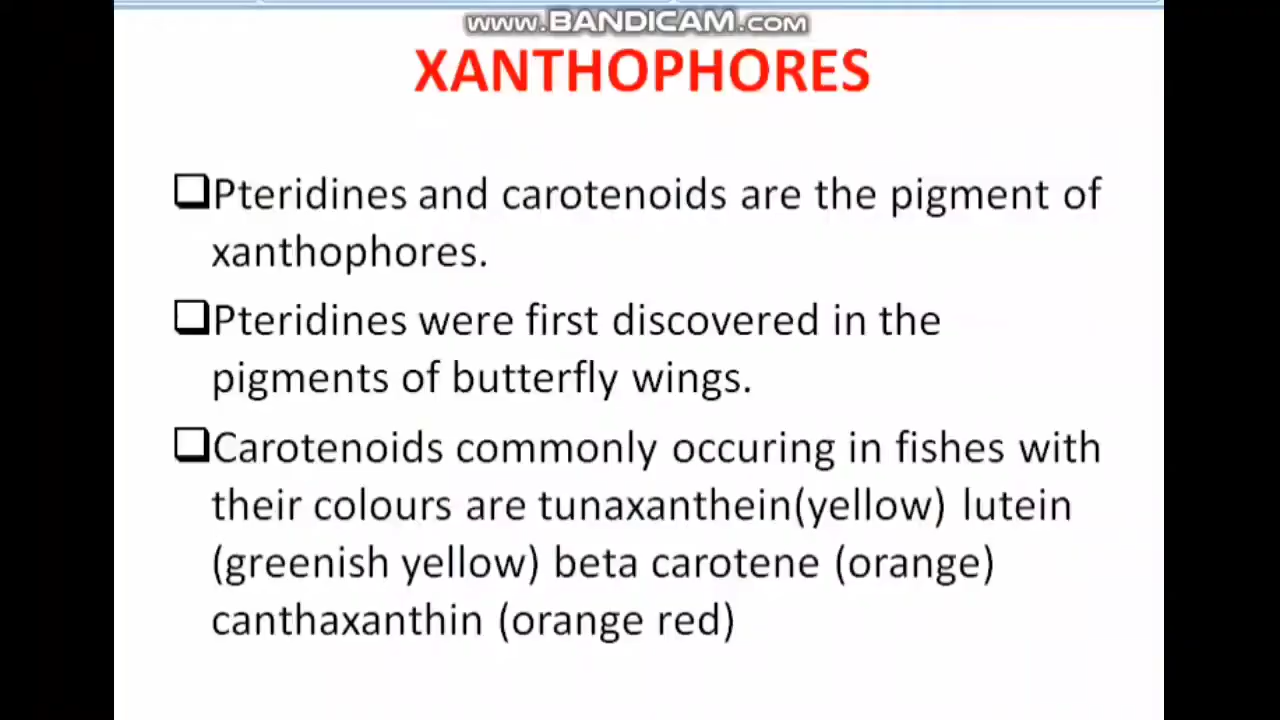 www.BANDICAM.com
XANTHOPHORES
❑Pteridines and carotenoids are the pigment of
xanthophores.
❑Pteridines were first discovered in the
pigments of butterfly wings.
❑Carotenoids commonly occuring in fishes with
their colours are tunaxanthein(yellow) lutein
(greenish yellow) beta carotene (orange)
canthaxanthin (orange red)